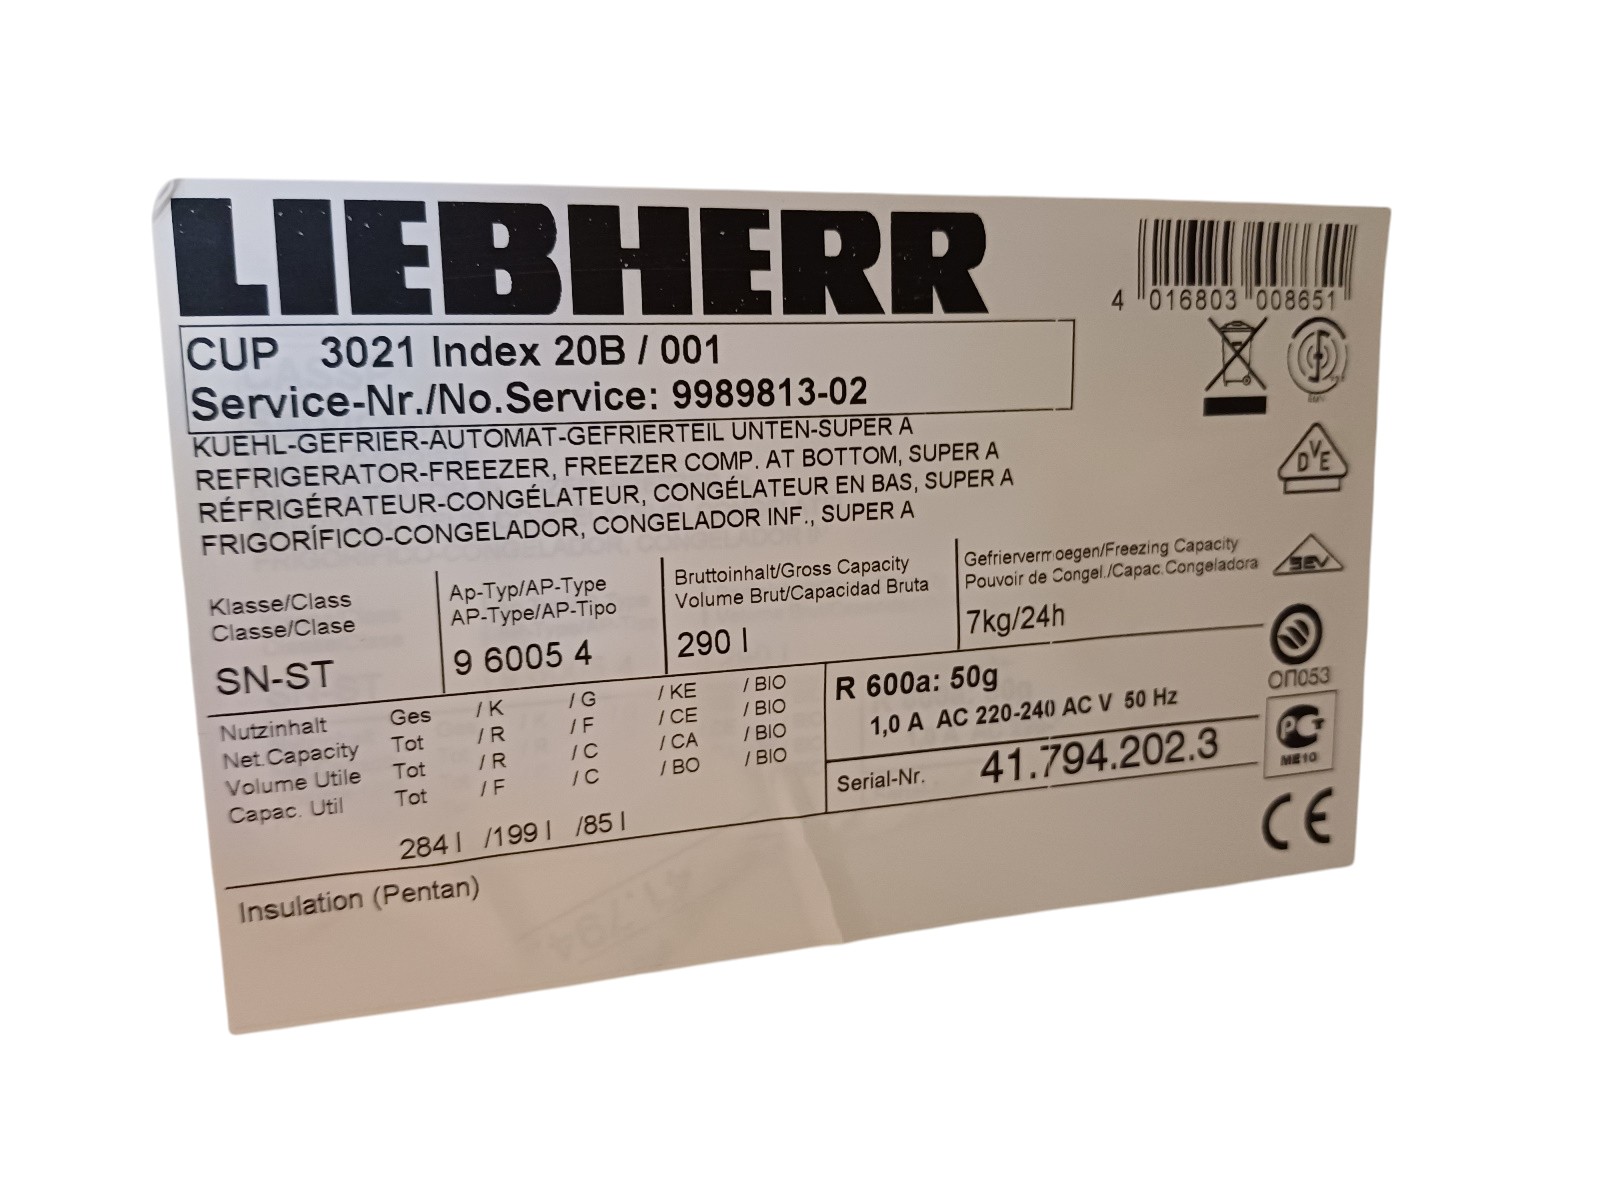 LIEBHERR
4 016803 008651
CUP 3021 Index 20B / 001
Service-Nr./No.Service: 9989813-02
KUEHL-GEFRIER-AUTOMAT-GEFRIERTEIL UNTEN-SUPER A
REFRIGERATOR-FREEZER, FREEZER COMP. AT BOTTOM, SUPER A
RÉFRIGÉRATEUR-CONGÉLATEUR, CONGÉLATEUR EN BAS, SUPER A
FRIGORÍFICO-CONGELADOR, CONGELADOR INF., SUPER A
DVE
Klasse/Class
Classe/Clase
SN-ST
Ap-Typ/AP-Type
AP-Type/AP-Tipo
9 6005 4
Bruttoinhalt/Gross Capacity
Volume Brut/Capacidad Bruta
290 l
Gefriervermoegen/Freezing Capacity
Pouvoir de Congel./Capac.Congeladora
7kg/24h
Nutzinhalt Ges / K / G / KE / BIO
Net.Capacity Tot / R / F / CE / BIO
Volume Utile Tot / R / C / CA / BIO
Capac. Util Tot / F / C / BO / BIO
284 l /199 l /85 l
R 600a: 50g
1,0 A AC 220-240 AC V 50 Hz
Serial-Nr. 41.794.202.3
ОП053
РСТ
ME10
CE
Insulation (Pentan)